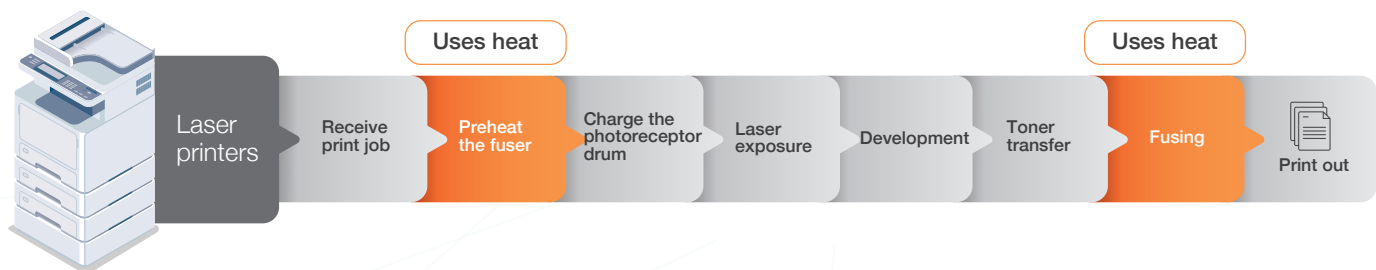 Uses heat
Uses heat
Laser
printers
Receive
print job
Preheat
the fuser
Charge the
photoreceptor
drum
Laser
exposure
Development
Toner
transfer
Fusing
Print out